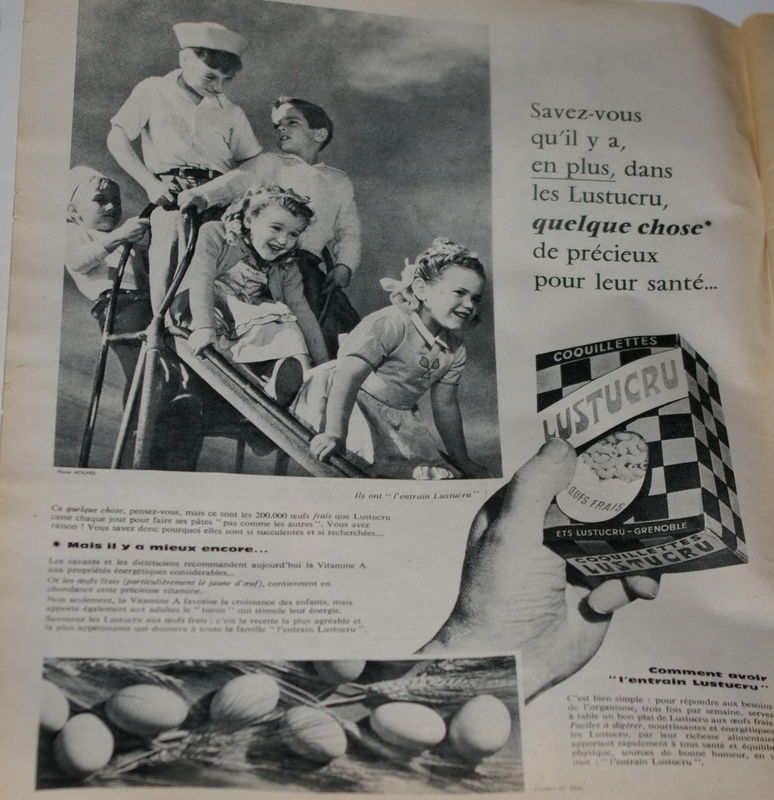 Savez-vous
qu'il y a,
en plus, dans
les Lustucru,
quelque chose*
de précieux
pour leur santé...
COQUILLETTES
LUSTUCRU
ŒUFS FRAIS
ETS LUSTUCRU - GRENOBLE
COQUILLETTES
LUSTUCRU
Photo HOLMES
Ils ont "l'entrain Lustucru" !
Ce quelque chose, pensez-vous, mais ce sont les 200.000 œufs frais que Lustucru
casse chaque jour pour faire ses pâtes "pas comme les autres". Vous avez
raison ! Vous savez donc pourquoi elles sont si succulentes et si recherchées...
* Mais il y a mieux encore...
Les savants et les diététiciens recommandent aujourd'hui la Vitamine A
aux propriétés énergétiques considérables...
Or les œufs frais (particulièrement le jaune d'œuf), contiennent en
abondance cette précieuse vitamine.
Non seulement, la Vitamine A favorise la croissance des enfants, mais
apporte également aux adultes le "tonus" qui stimule leur énergie.
Savourez les Lustucru aux œufs frais : c'est la recette la plus agréable et
la plus appétissante qui donnera à toute la famille "l'entrain Lustucru".
Comment avoir
"l'entrain Lustucru"
C'est bien simple : pour répondre aux besoins
de l'organisme, trois fois par semaine, servez
à table un bon plat de Lustucru aux œufs frais.
Faciles à digérer, nourrissantes et énergétiques
les Lustucru, par leur richesse alimentaire
apportent rapidement à tous santé et équilib
physique, sources de bonne humeur, en u
mot : "l'entrain Lustucru".